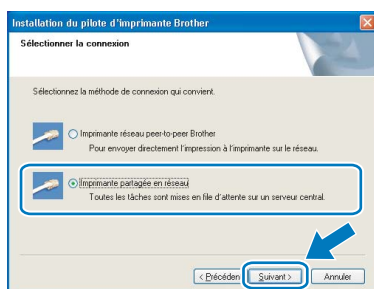 Installation du pilote d'imprimante Brother
Sélectionner la connexion
Sélectionnez la méthode de connexion qui convient.
Imprimante réseau peer-to-peer Brother
Pour envoyer directement l'impression à l'imprimante sur le réseau.
Imprimante partagée en réseau
Toutes les tâches sont mises en file d'attente sur un serveur central.
< Précéden Suivant > Annuler